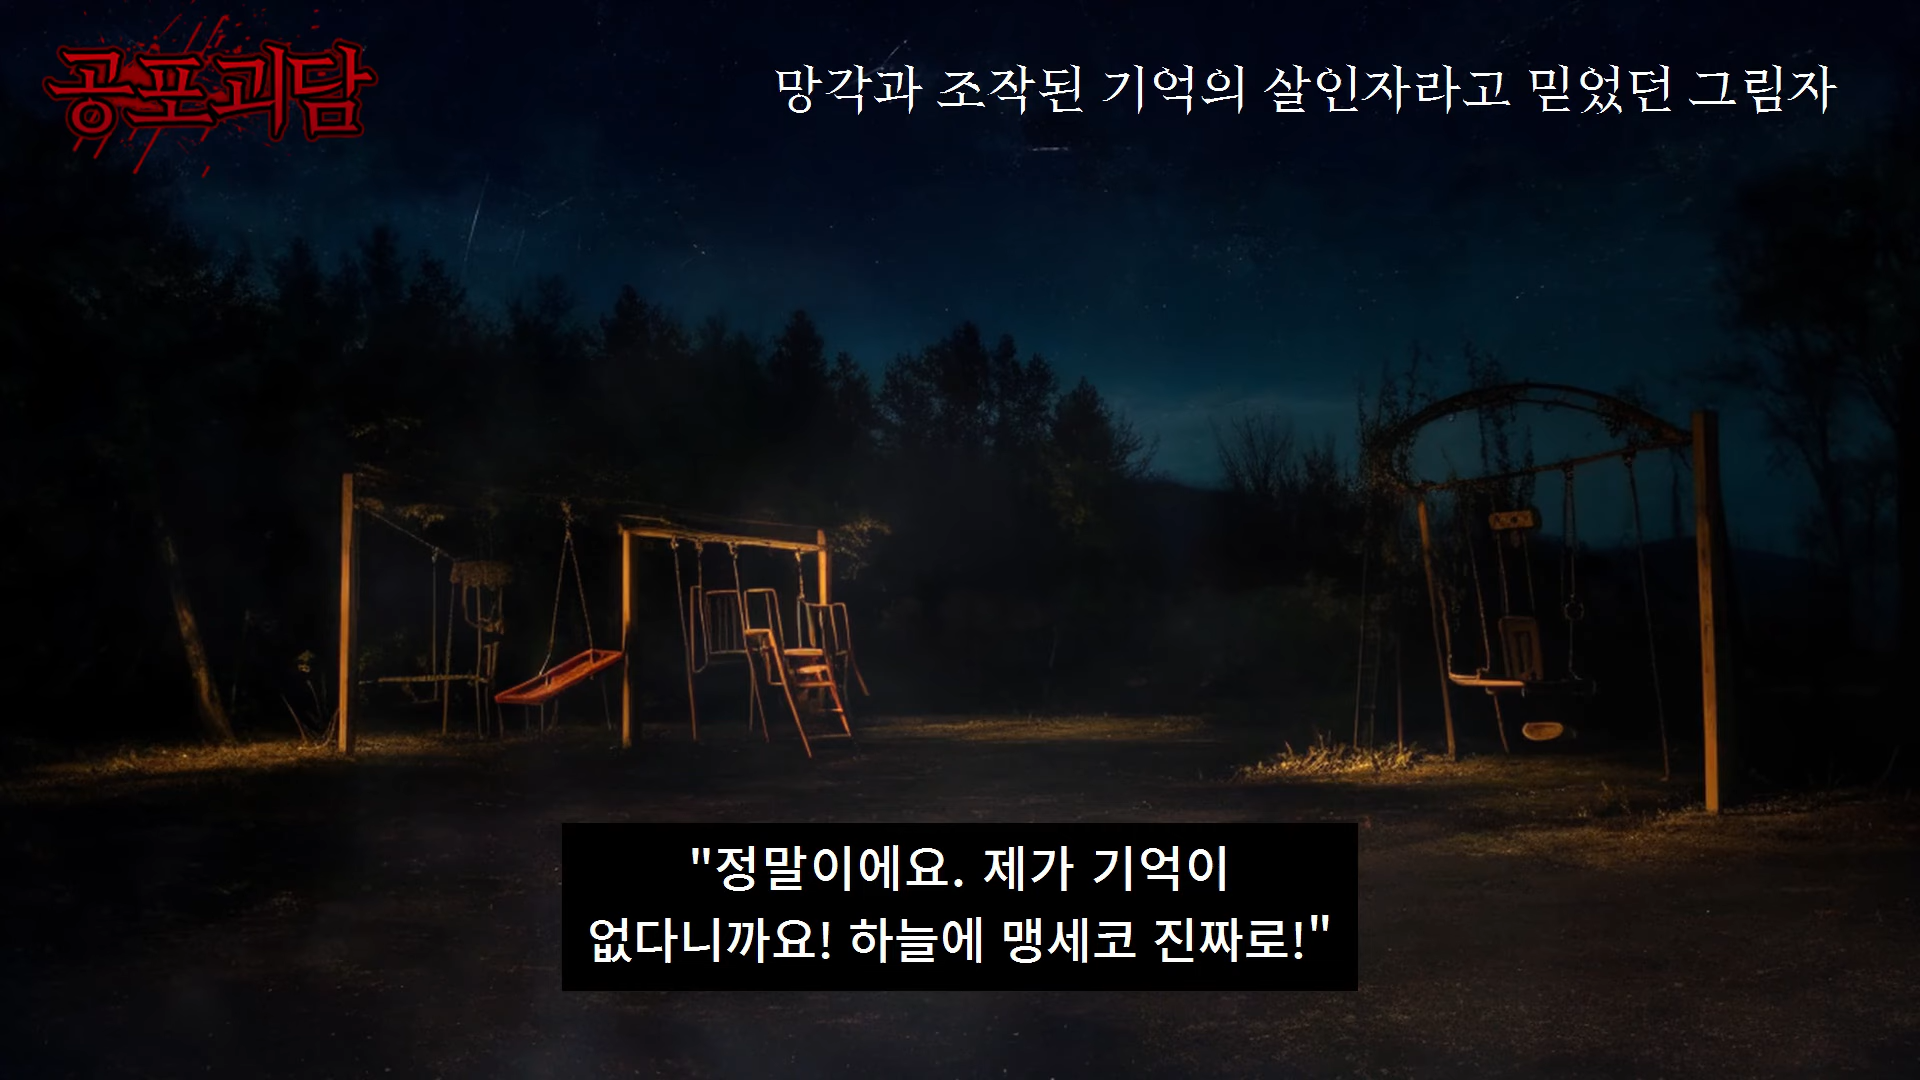 공포괴담
망각과 조작된 기억의 살인자라고 믿었던 그림자
"정말이에요. 제가 기억이
없다니까요! 하늘에 맹세코 진짜로!"